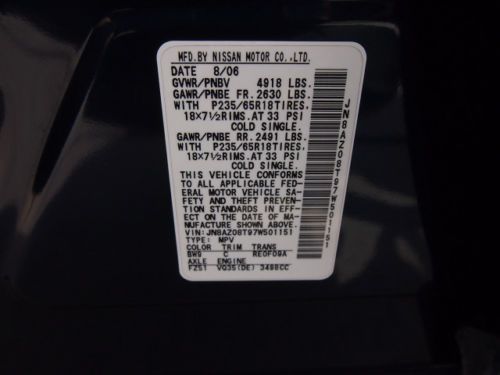 MFD.BY NISSAN MOTOR CO.,LTD.
DATE 8/06
GVWR/PNBV 4918 LBS.
GAWR/PNBE FR. 2630 LBS.
WITH P235/65R18TIRES,
18×7½RIMS.AT 33 PSI
COLD SINGLE.
GAWR/PNBE RR. 2491 LBS.
WITH P235/65R18TIRES,
18×7½RIMS.AT 33 PSI
COLD SINGLE.
THIS VEHICLE CONFORMS
TO ALL APPLICABLE FED-
ERAL MOTOR VEHICLE SA-
FETY AND THEFT
PREVENTION STANDARDS IN EFF-
ECT ON THE DATE OF MA-
NUFACTURE SHOWN ABOVE.
VIN: JN8AZ08T97W501151
TYPE: MPV
COLOR TRIM TRANS
BW9 C RE0F09A
AXLE ENGINE
FZ51 VQ35(DE) 3498CC
JN8AZ08T97W501151